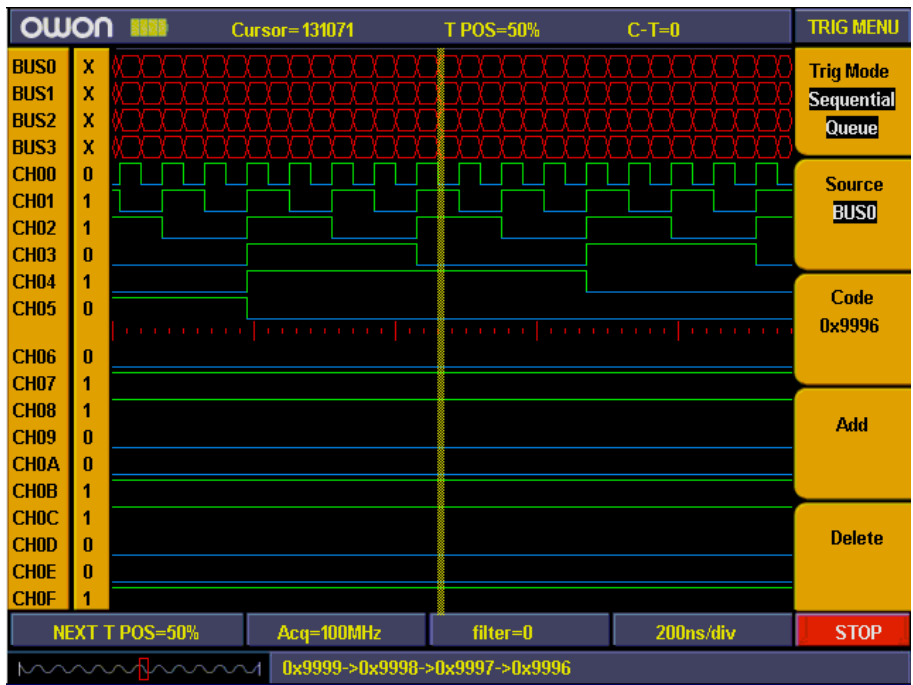 owon Cursor=131071 T POS=50% C-T=0 TRIG MENU
BUS0 X
BUS1 X
BUS2 X
BUS3 X
CH00 0
CH01 1
CH02 1
CH03 0
CH04 1
CH05 0
CH06 0
CH07 1
CH08 1
CH09 0
CH0A 0
CH0B 1
CH0C 1
CH0D 0
CH0E 0
CH0F 1
Trig Mode
Sequential
Queue
Source
BUS0
Code
0x9996
Add
Delete
NEXT T POS=50% Acq=100MHz filter=0 200ns/div STOP
0x9999->0x9998->0x9997->0x9996